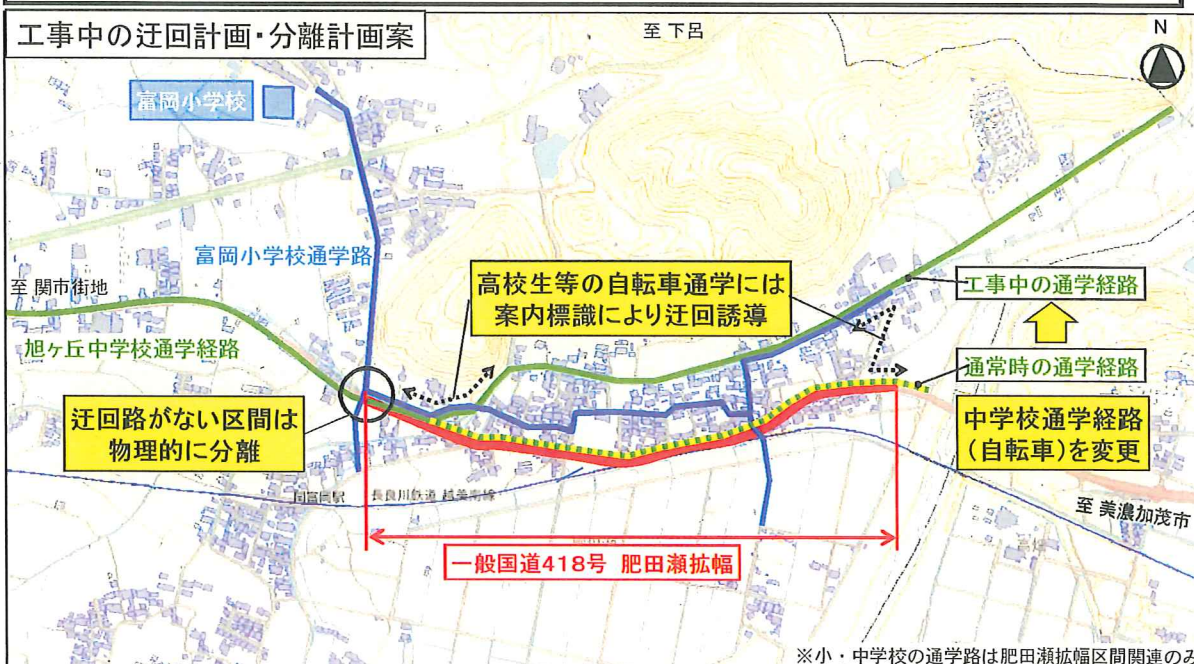 工事中の迂回計画・分離計画案
至 下呂
N
富岡小学校
富岡小学校通学路
至 関市街地
旭ヶ丘中学校通学経路
高校生等の自転車通学には
案内標識により迂回誘導
工事中の通学経路
通常時の通学経路
迂回路がない区間は
物理的に分離
中学校通学経路
(自転車)を変更
関富岡駅
長良川鉄道 越美南線
至 美濃加茂市
一般国道418号 肥田瀬拡幅
※小・中学校の通学路は肥田瀬拡幅区間関連のみ